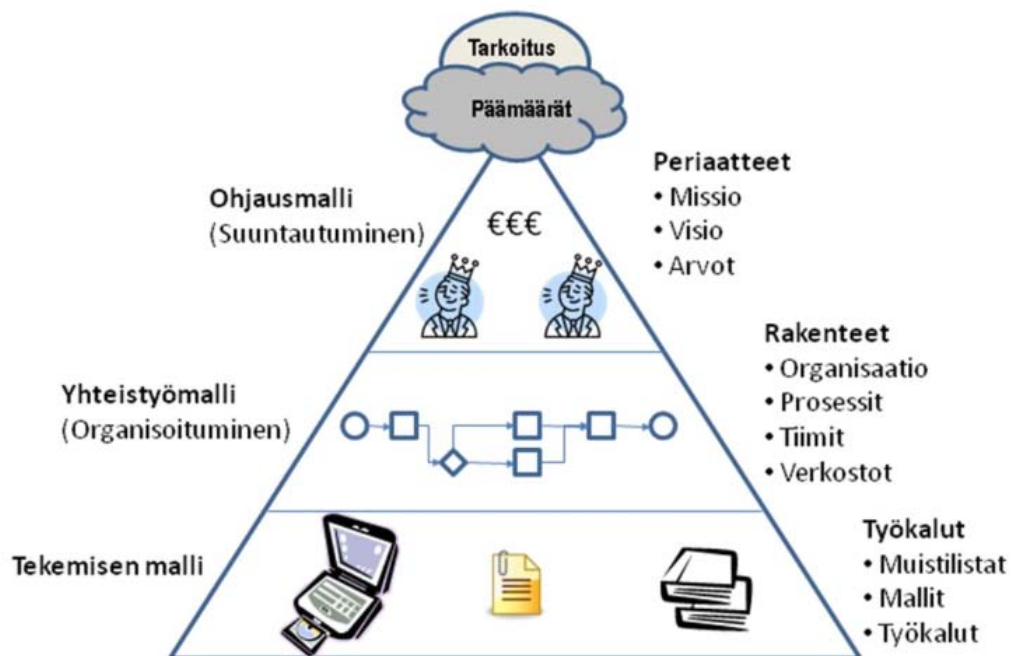 Tarkoitus
Päämäärät
Ohjausmalli
(Suuntautuminen)
€€€
Periaatteet
• Missio
• Visio
• Arvot
Yhteistyömalli
(Organisoituminen)
Rakenteet
• Organisaatio
• Prosessit
• Tiimit
• Verkostot
Tekemisen malli
Työkalut
• Muistilistat
• Mallit
• Työkalut